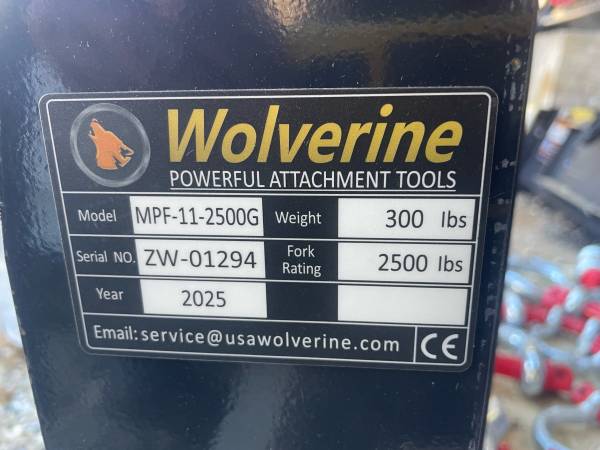 Wolverine
POWERFUL ATTACHMENT TOOLS
Model MPF-11-2500G Weight 300 lbs
Serial NO. ZW-01294 Fork Rating 2500 lbs
Year 2025
Email: service@usawolverine.com CE